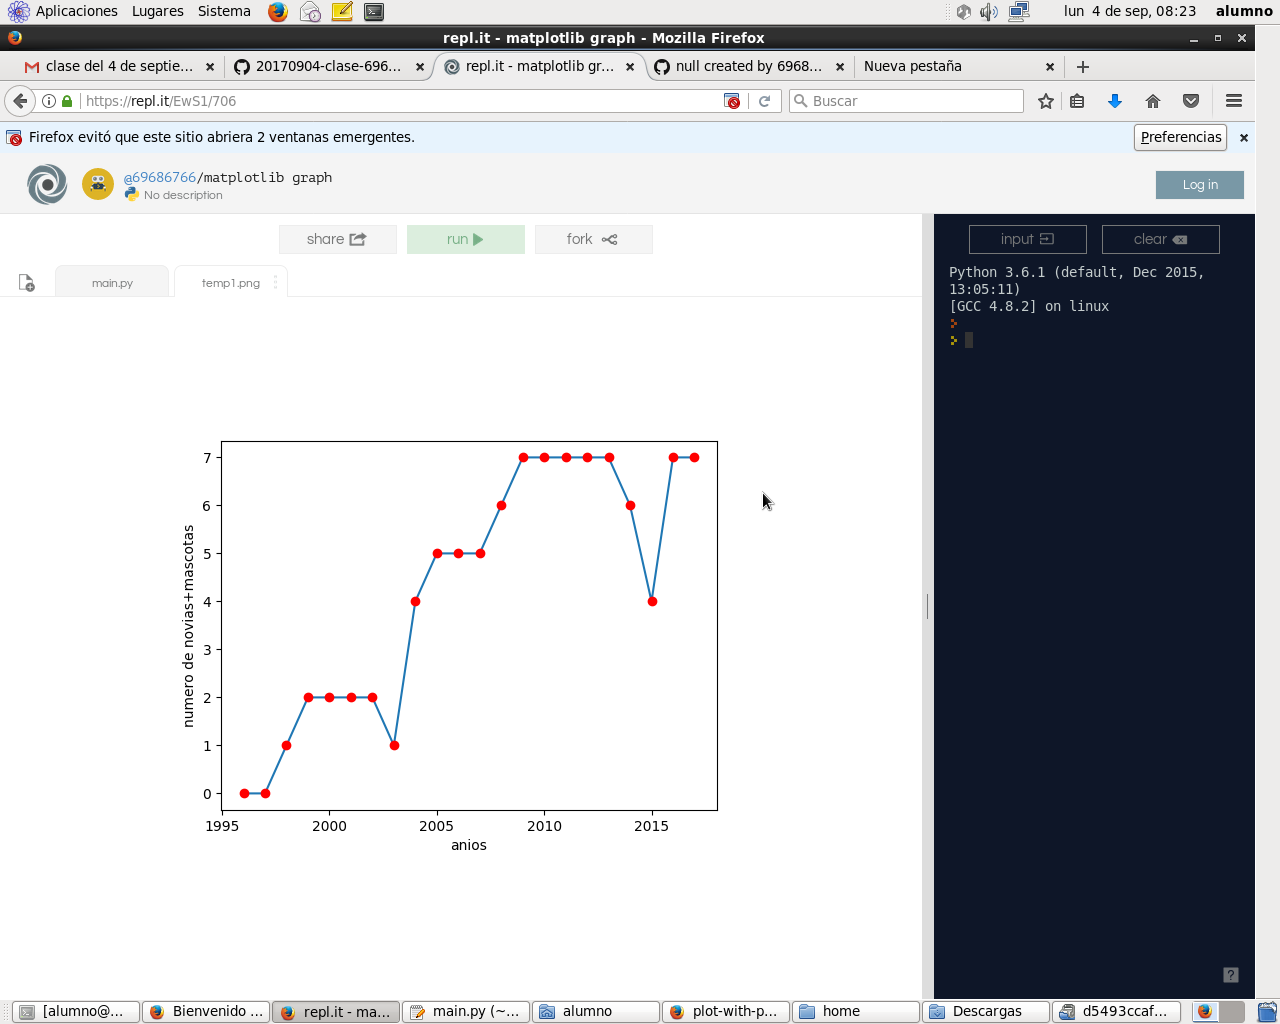 Aplicaciones Lugares Sistema
lun 4 de sep, 08:23 alumno
repl.it - matplotlib graph - Mozilla Firefox
clase del 4 de septie...
20170904-clase-696...
repl.it - matplotlib gr...
null created by 6968...
Nueva pestaña
https://repl.it/EwS1/706
Buscar
Firefox evitó que este sitio abriera 2 ventanas emergentes.
Preferencias
@69686766/matplotlib graph
No description
Log in
share
run
fork
input
clear
main.py
temp1.png
Python 3.6.1 (default, Dec 2015,
13:05:11)
[GCC 4.8.2] on linux
7
6
5
4
3
2
1
0
numero de novias+mascotas
1995 2000 2005 2010 2015
anios
?
[alumno@...
Bienvenido ...
repl.it - ma...
main.py (~...
alumno
plot-with-p...
home
Descargas
d5493ccaf...